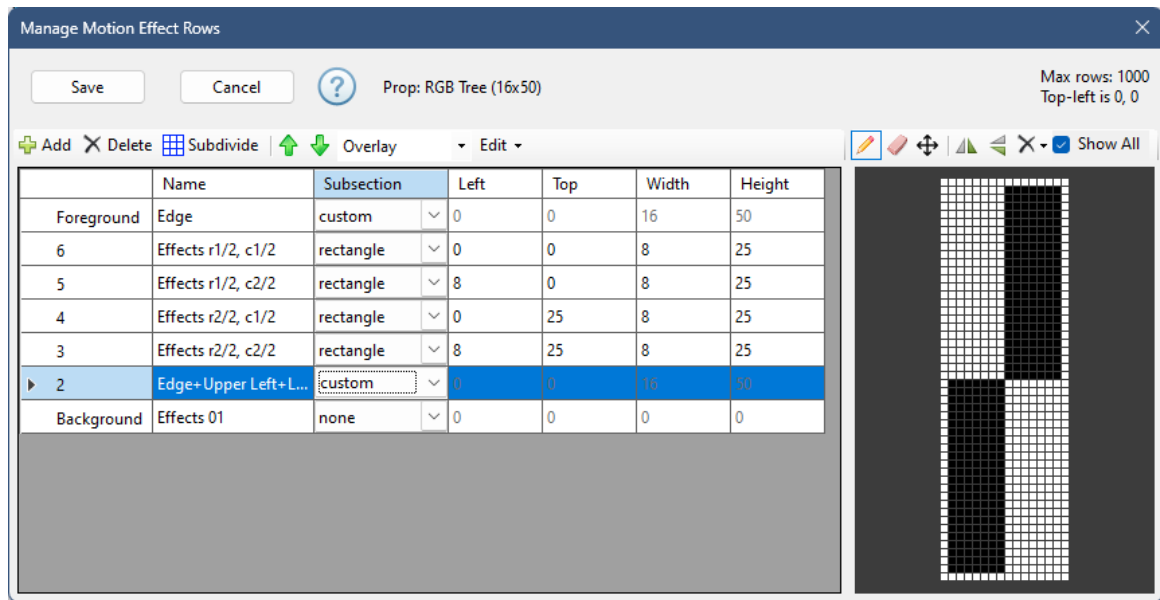 Manage Motion Effect Rows
Save Cancel ? Prop: RGB Tree (16x50) Max rows: 1000
Top-left is 0, 0
Add Delete Subdivide Overlay Edit Show All
Name Subsection Left Top Width Height
Foreground Edge custom 0 0 16 50
6 Effects r1/2, c1/2 rectangle 0 0 8 25
5 Effects r1/2, c2/2 rectangle 8 0 8 25
4 Effects r2/2, c1/2 rectangle 0 25 8 25
3 Effects r2/2, c2/2 rectangle 8 25 8 25
2 Edge+Upper Left+L... custom 0 0 16 50
Background Effects 01 none 0 0 0 0